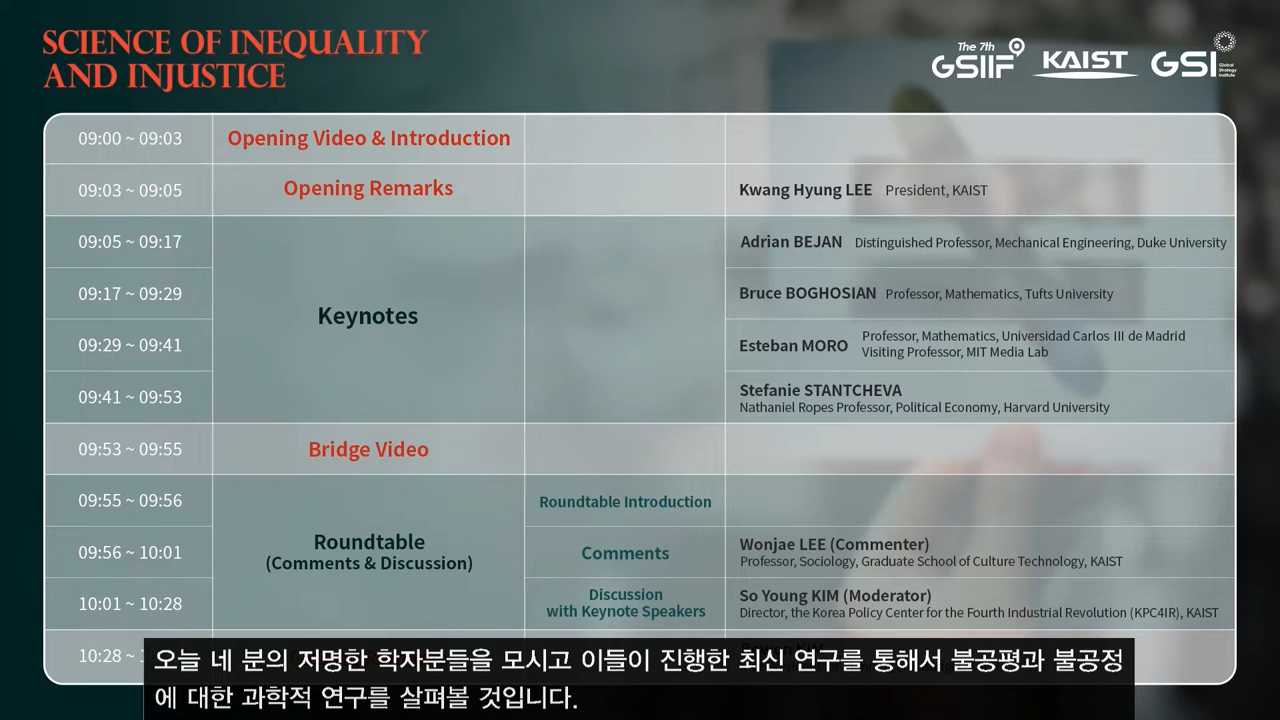 SCIENCE OF INEQUALITY
AND INJUSTICE
The 7th
GSIIF
KAIST
GSI
Global
Strategy
Institute
09:00 ~ 09:03 Opening Video & Introduction
09:03 ~ 09:05 Opening Remarks Kwang Hyung LEE President, KAIST
09:05 ~ 09:17 Adrian BEJAN Distinguished Professor, Mechanical Engineering, Duke University
09:17 ~ 09:29 Bruce BOGHOSIAN Professor, Mathematics, Tufts University
Keynotes
09:29 ~ 09:41 Esteban MORO Professor, Mathematics, Universidad Carlos III de Madrid
Visiting Professor, MIT Media Lab
09:41 ~ 09:53 Stefanie STANTCHEVA
Nathaniel Ropes Professor, Political Economy, Harvard University
09:53 ~ 09:55 Bridge Video
09:55 ~ 09:56 Roundtable Introduction
Roundtable
(Comments & Discussion)
09:56 ~ 10:01 Comments Wonjae LEE (Commenter)
Professor, Sociology, Graduate School of Culture Technology, KAIST
10:01 ~ 10:28 Discussion
with Keynote Speakers So Young KIM (Moderator)
Director, the Korea Policy Center for the Fourth Industrial Revolution (KPC4IR), KAIST
10:28 ~
오늘 네 분의 저명한 학자분들을 모시고 이들이 진행한 최신 연구를 통해서 불공평과 불공정
에 대한 과학적 연구를 살펴볼 것입니다.